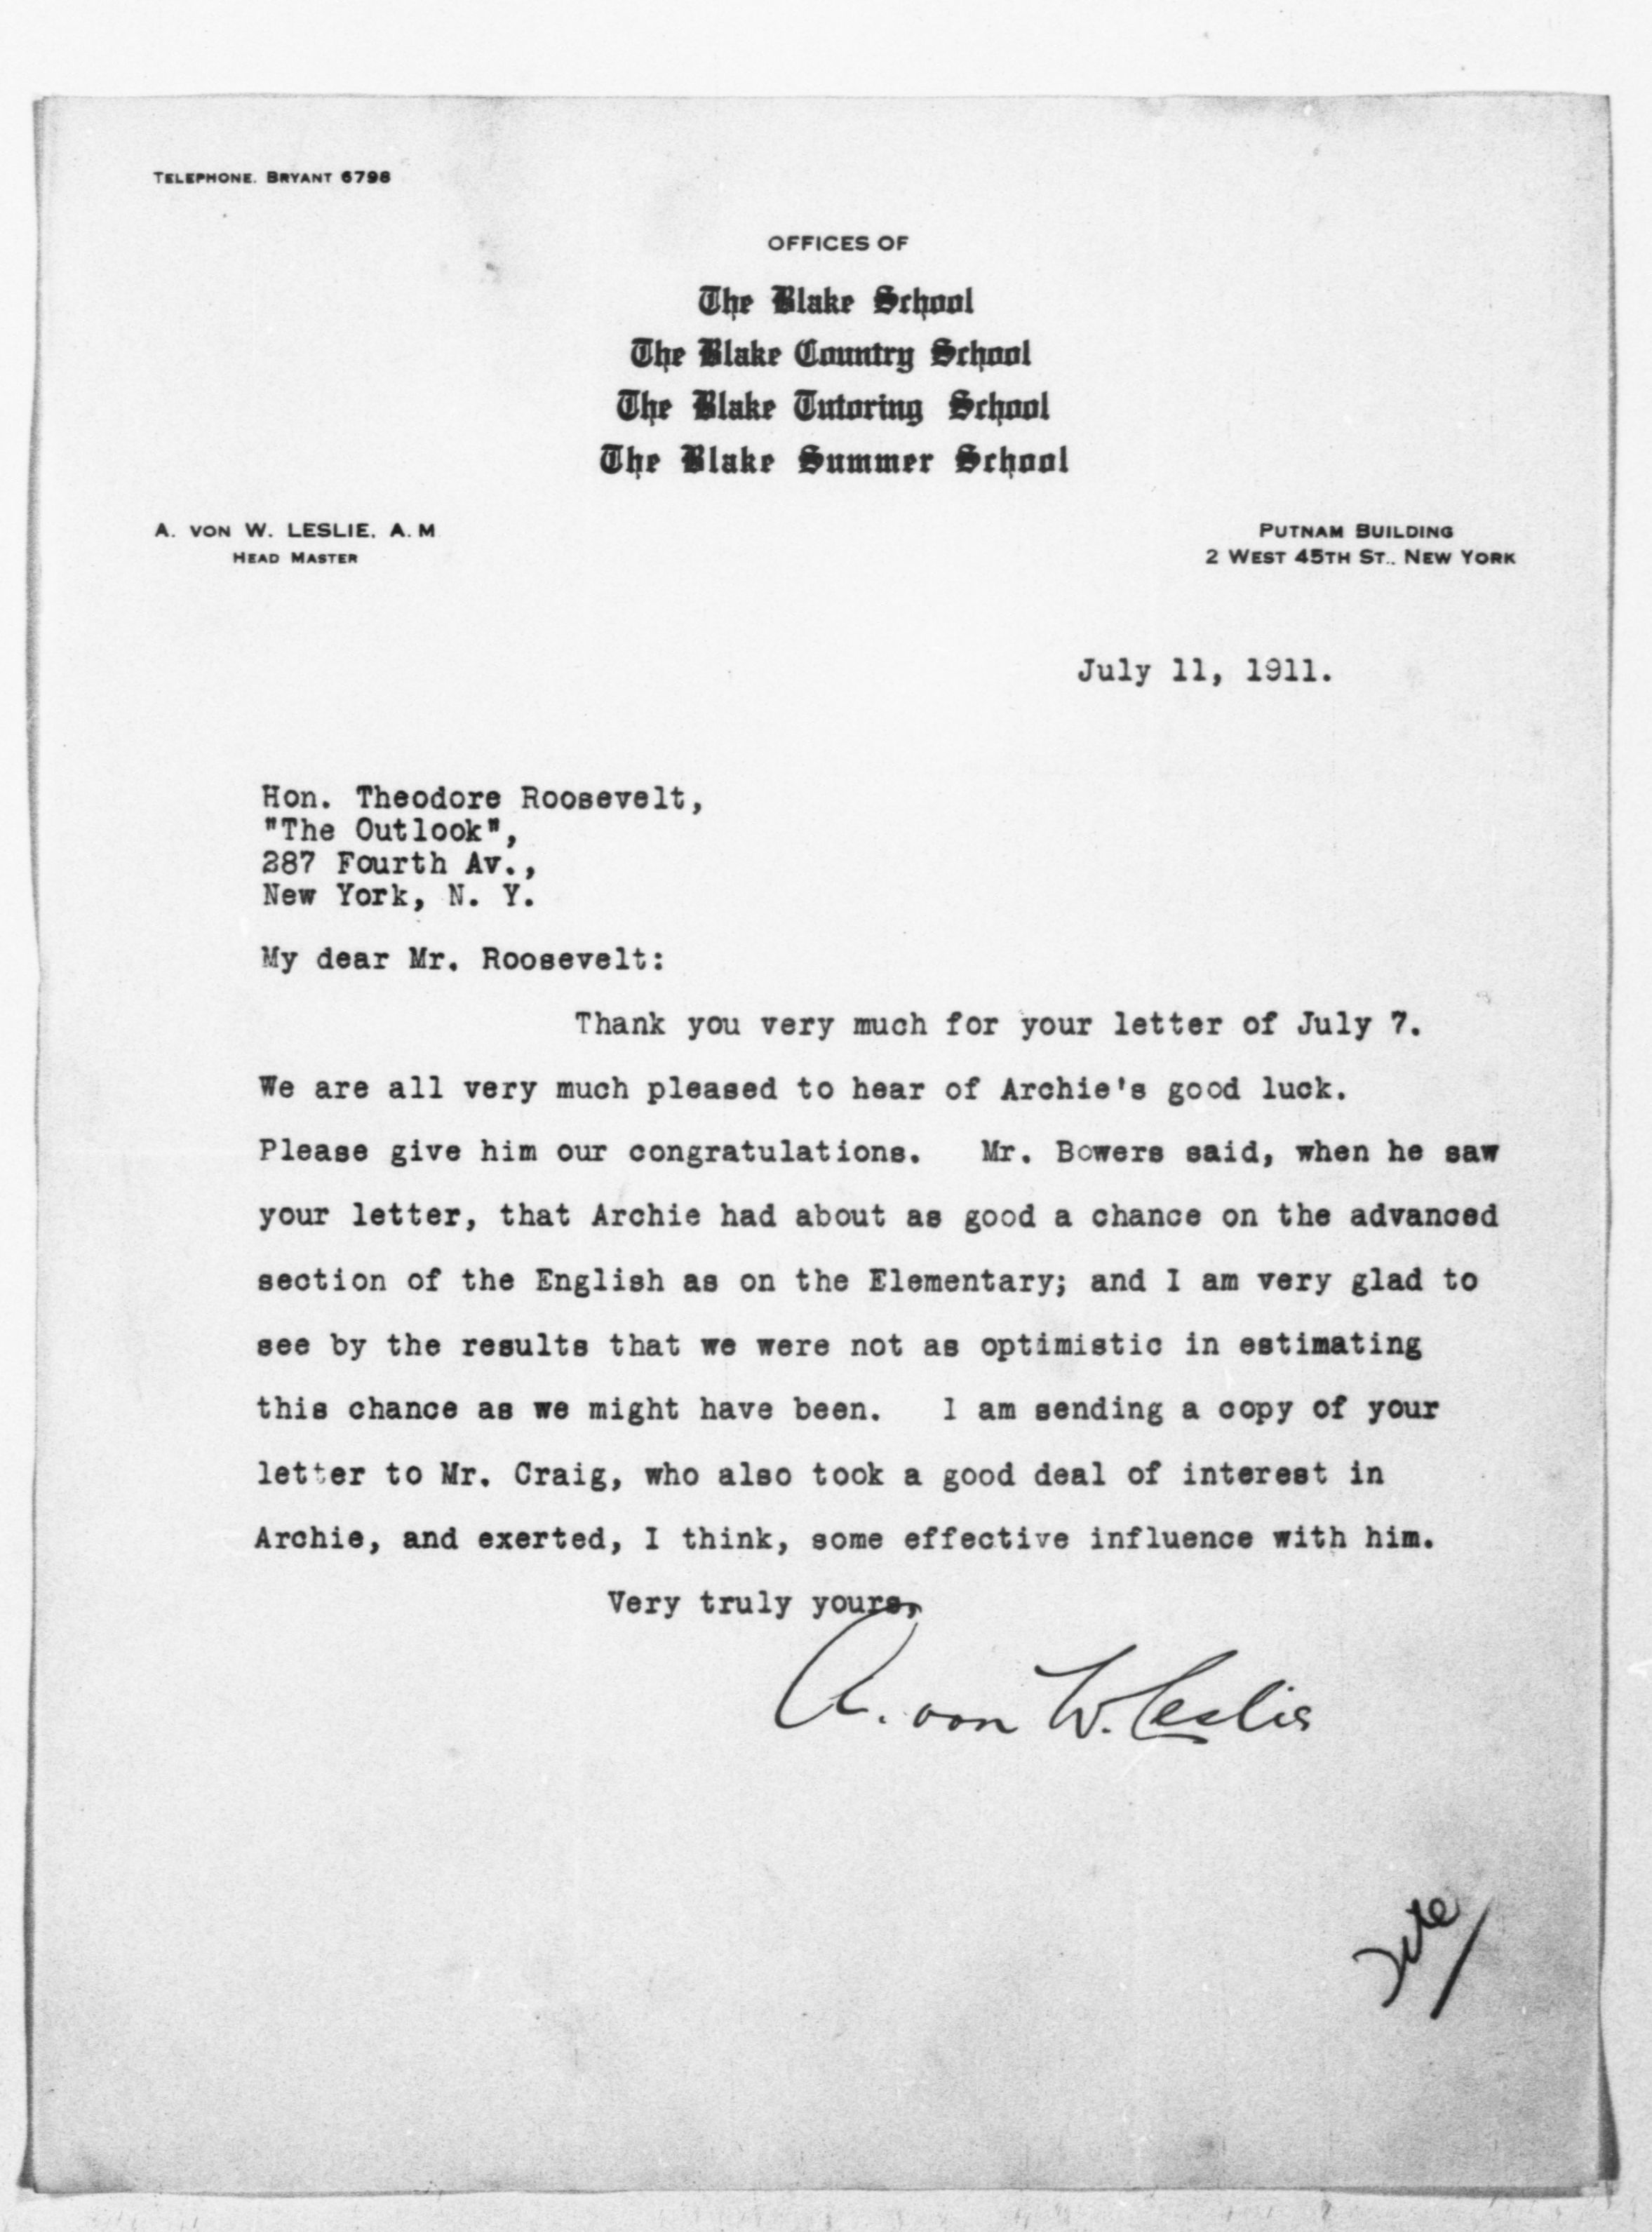 TELEPHONE. BRYANT 6798
OFFICES OF
The Blake School
The Blake Country School
The Blake Tutoring School
The Blake Summer School
A. VON W. LESLIE. A. M
HEAD MASTER
PUTNAM BUILDING
2 WEST 45TH ST., NEW YORK
July 11, 1911.
Hon. Theodore Roosevelt,
"The Outlook",
287 Fourth Av.,
New York, N. Y.
My dear Mr. Roosevelt:
Thank you very much for your letter of July 7.
We are all very much pleased to hear of Archie's good luck.
Please give him our congratulations. Mr. Bowers said, when he saw
your letter, that Archie had about as good a chance on the advanced
section of the English as on the Elementary; and I am very glad to
see by the results that we were not as optimistic in estimating
this chance as we might have been. I am sending a copy of your
letter to Mr. Craig, who also took a good deal of interest in
Archie, and exerted, I think, some effective influence with him.
Very truly yours,
A. von W. Leslie